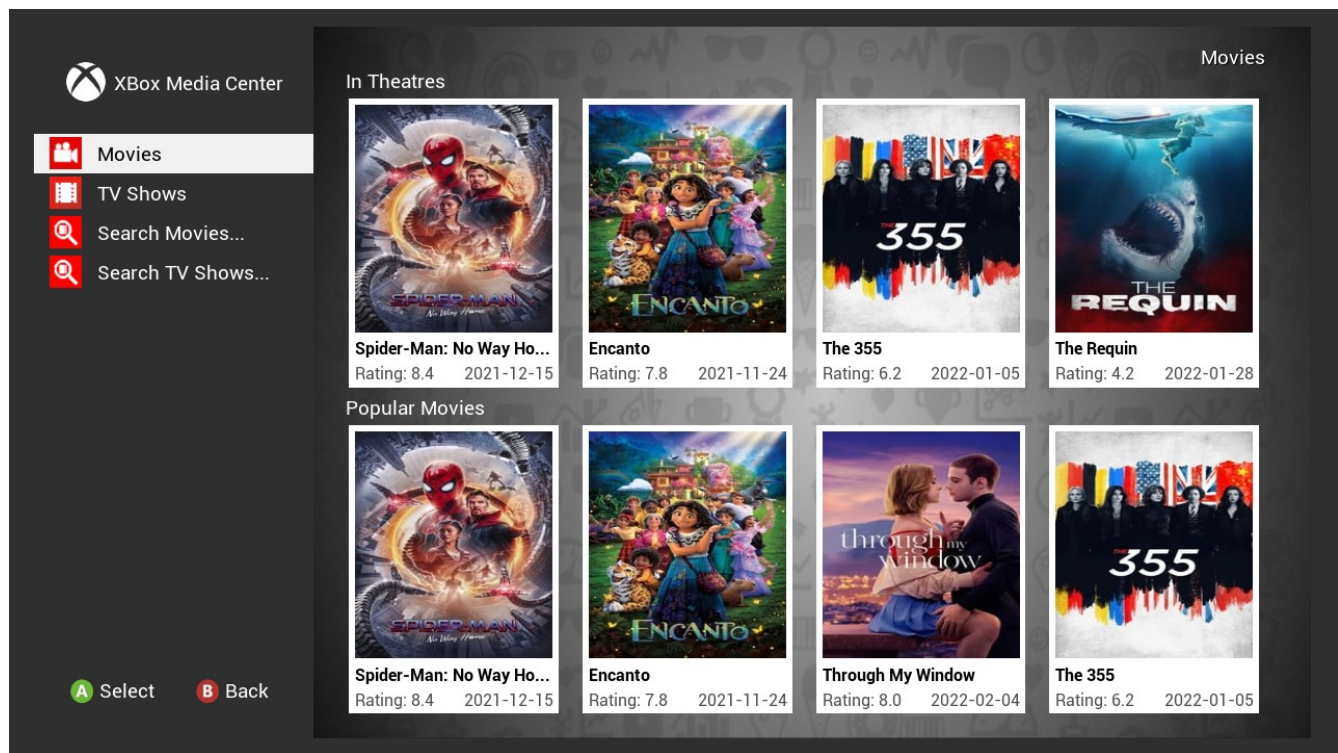 XBox Media Center
Movies
TV Shows
Search Movies...
Search TV Shows...
A Select B Back
Movies
In Theatres
SPIDER-MAN
No Way Home
Spider-Man: No Way Ho...
Rating: 8.4 2021-12-15
ENCANTO
Encanto
Rating: 7.8 2021-11-24
THE
355
The 355
Rating: 6.2 2022-01-05
THE
REQUIN
The Requin
Rating: 4.2 2022-01-28
Popular Movies
SPIDER-MAN
No Way Home
Spider-Man: No Way Ho...
Rating: 8.4 2021-12-15
ENCANTO
Encanto
Rating: 7.8 2021-11-24
through my
window
Through My Window
Rating: 8.0 2022-02-04
THE
355
The 355
Rating: 6.2 2022-01-05